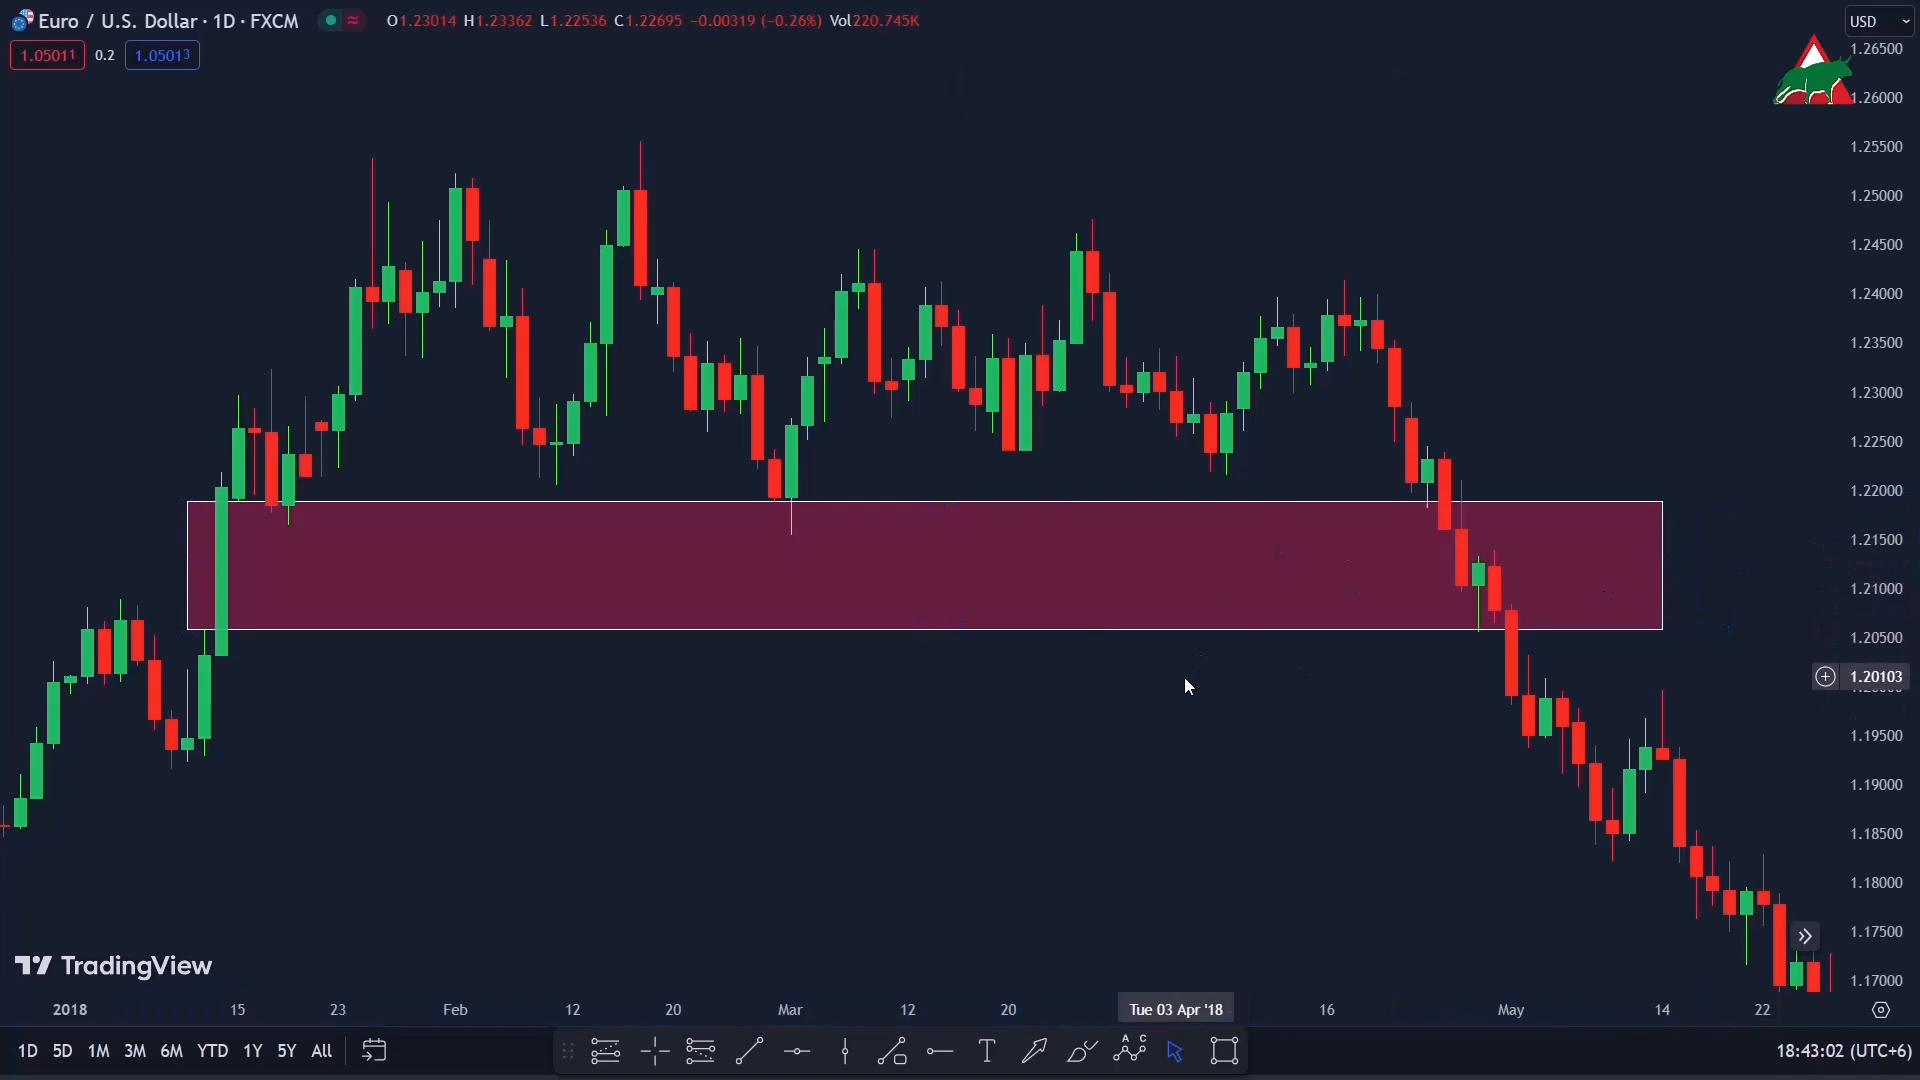 Euro / U.S. Dollar · 1D · FXCM
O1.23014 H1.23362 L1.22536 C1.22695 −0.00319 (−0.26%) Vol220.745K
USD
1.05011 0.2 1.05013
1.26500
1.26000
1.25500
1.25000
1.24500
1.24000
1.23500
1.23000
1.22500
1.22000
1.21500
1.21000
1.20500
1.20103
1.19500
1.19000
1.18500
1.18000
1.17500
1.17000
TradingView
2018 15 23 Feb 12 20 Mar 12 20 Tue 03 Apr '18 16 May 14 22
1D 5D 1M 3M 6M YTD 1Y 5Y All
T
A C
18:43:02 (UTC+6)